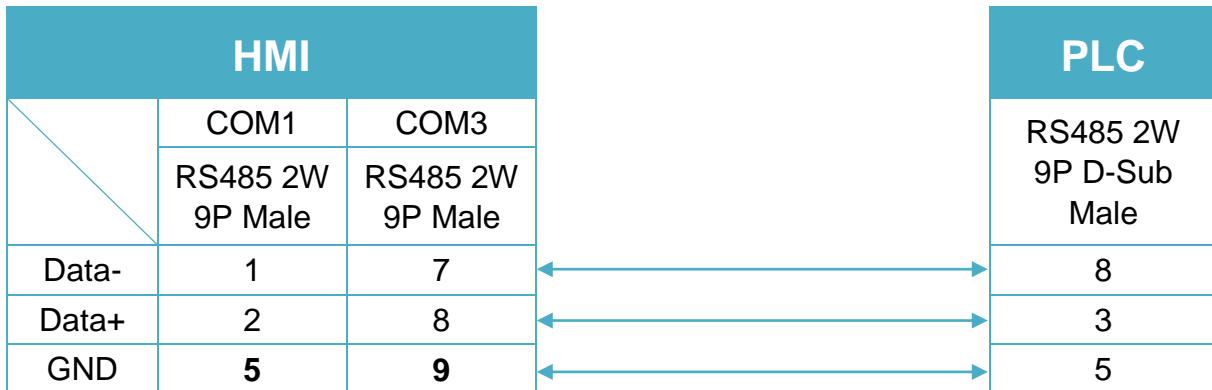 HMI PLC
COM1 COM3
RS485 2W
9P Male
RS485 2W
9P Male
RS485 2W
9P D-Sub
Male
Data- 1 7 8
Data+ 2 8 3
GND 5 9 5